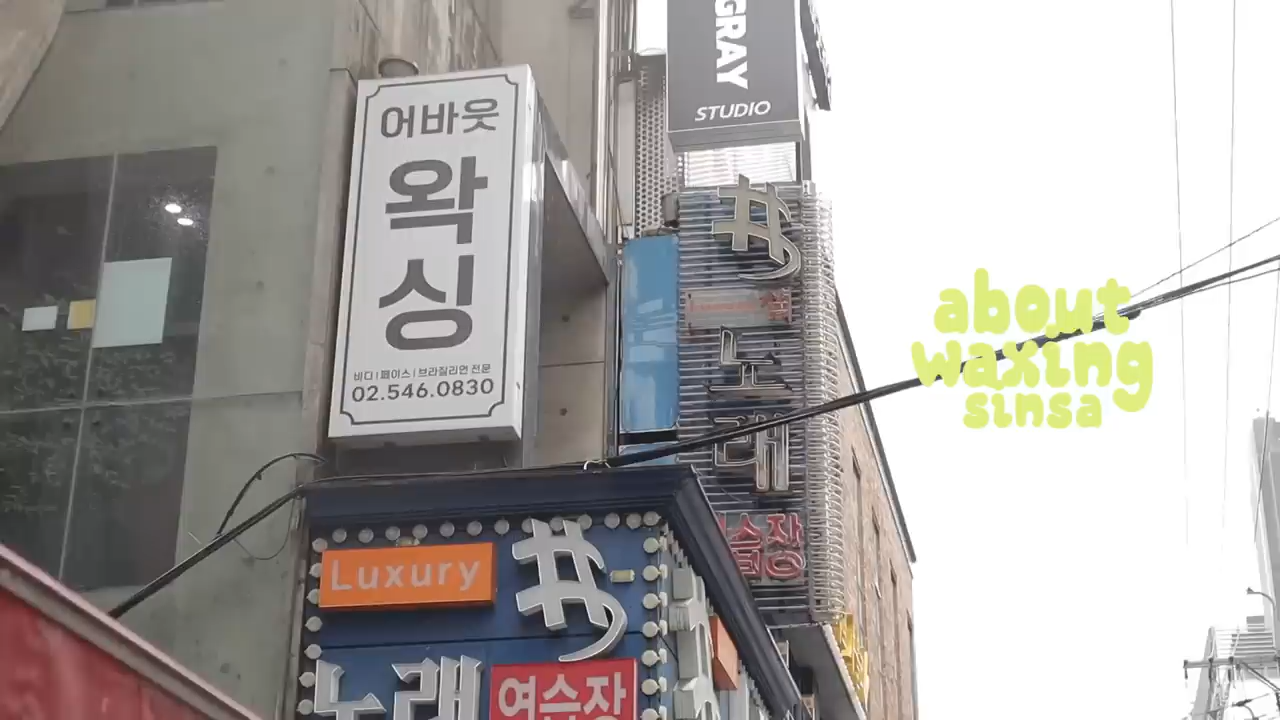 어바웃
왁
싱
바디 | 페이스 | 브라질리언 전문
02.546.0830
GRAY
STUDIO
#
노
래
연습장
about
waxing
sinsa
Luxury
#
노래
연습장